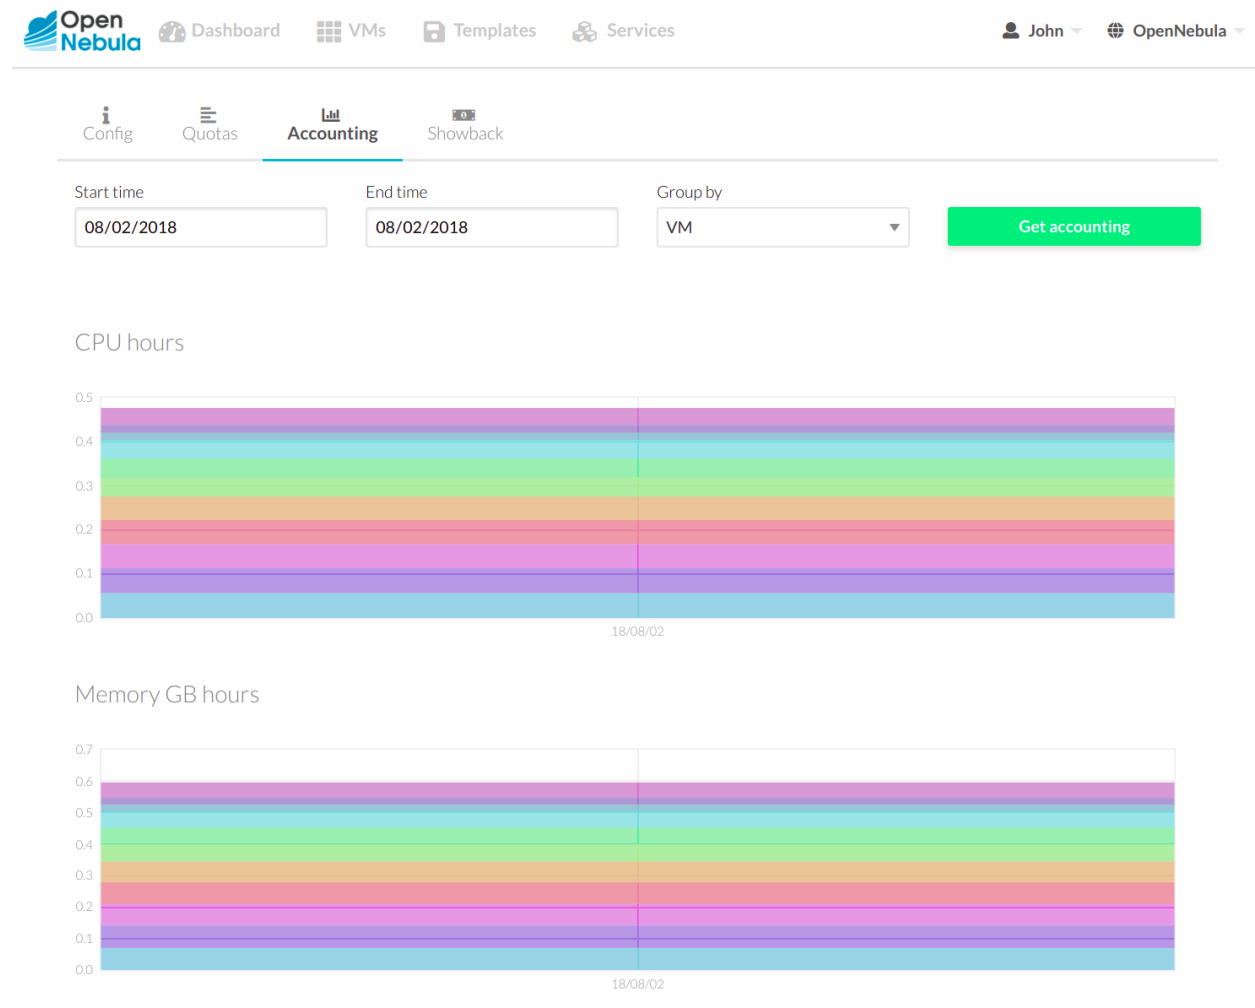 Open
Nebula
Dashboard
VMs
Templates
Services
John
OpenNebula
Config
Quotas
Accounting
Showback
Start time
End time
Group by
08/02/2018
08/02/2018
VM
Get accounting
CPU hours
0.5
0.4
0.3
0.2
0.1
0.0
18/08/02
Memory GB hours
0.7
0.6
0.5
0.4
0.3
0.2
0.1
0.0
18/08/02